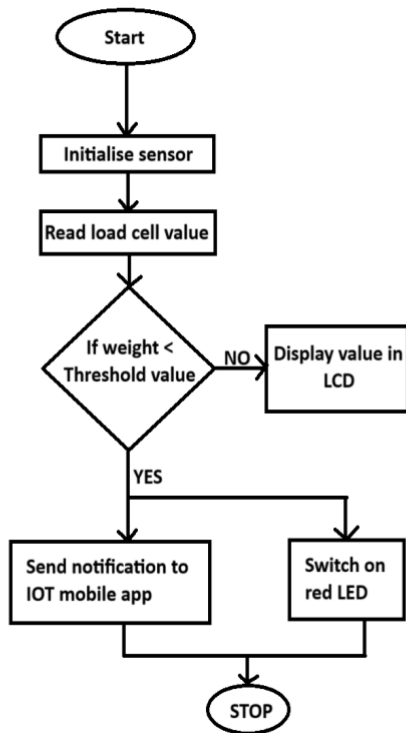 Start
Initialise sensor
Read load cell value
If weight <
Threshold value
NO
Display value in
LCD
YES
Send notification to
IOT mobile app
Switch on
red LED
STOP